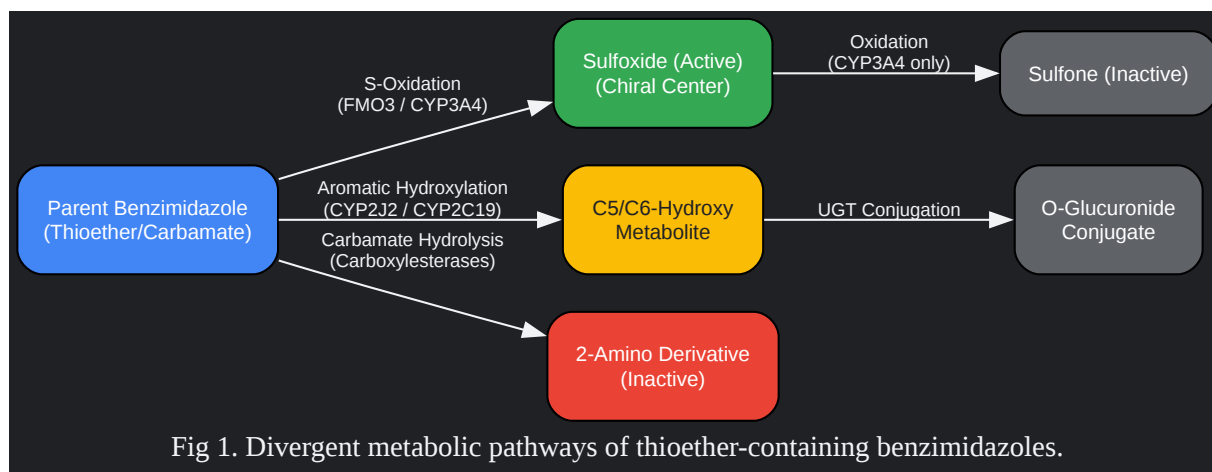 Parent Benzimidazole
(Thioether/Carbamate)
S-Oxidation
(FMO3 / CYP3A4)
Sulfoxide (Active)
(Chiral Center)
Oxidation
(CYP3A4 only)
Sulfone (Inactive)
Aromatic Hydroxylation
(CYP2J2 / CYP2C19)
C5/C6-Hydroxy
Metabolite
UGT Conjugation
O-Glucuronide
Conjugate
Carbamate Hydrolysis
(Carboxylesterases)
2-Amino Derivative
(Inactive)
Fig 1. Divergent metabolic pathways of thioether-containing benzimidazoles.